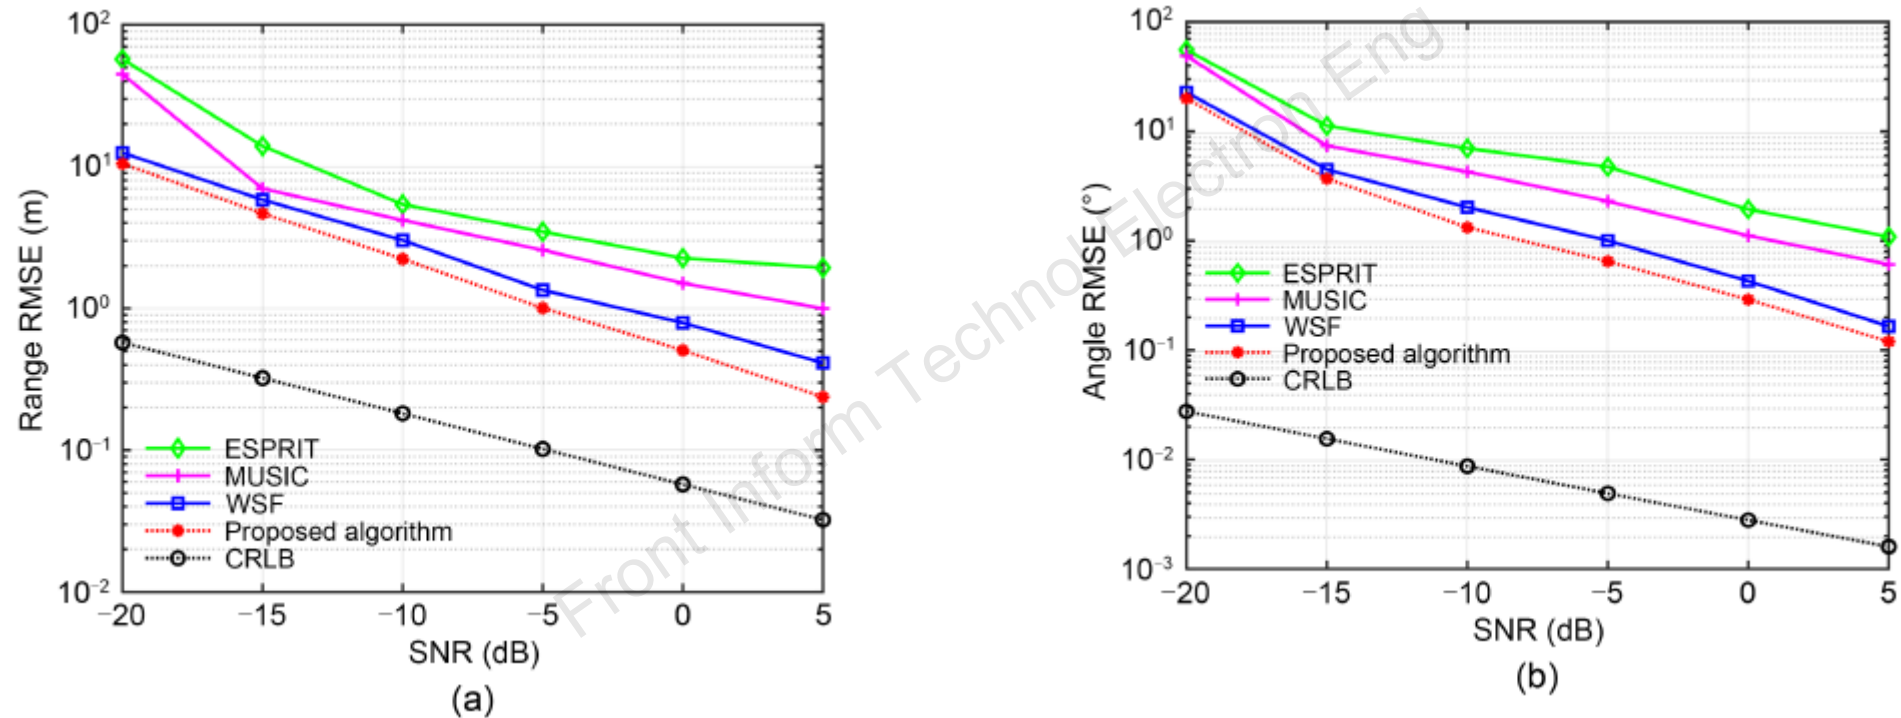 10²
10¹
10⁰
10⁻¹
10⁻²
Range RMSE (m)
ESPRIT
MUSIC
WSF
Proposed algorithm
CRLB
−20 −15 −10 −5 0 5
SNR (dB)
(a)
10²
10¹
10⁰
10⁻¹
10⁻²
10⁻³
Angle RMSE (°)
ESPRIT
MUSIC
WSF
Proposed algorithm
CRLB
−20 −15 −10 −5 0 5
SNR (dB)
(b)
Front Inform Technol Electron Eng